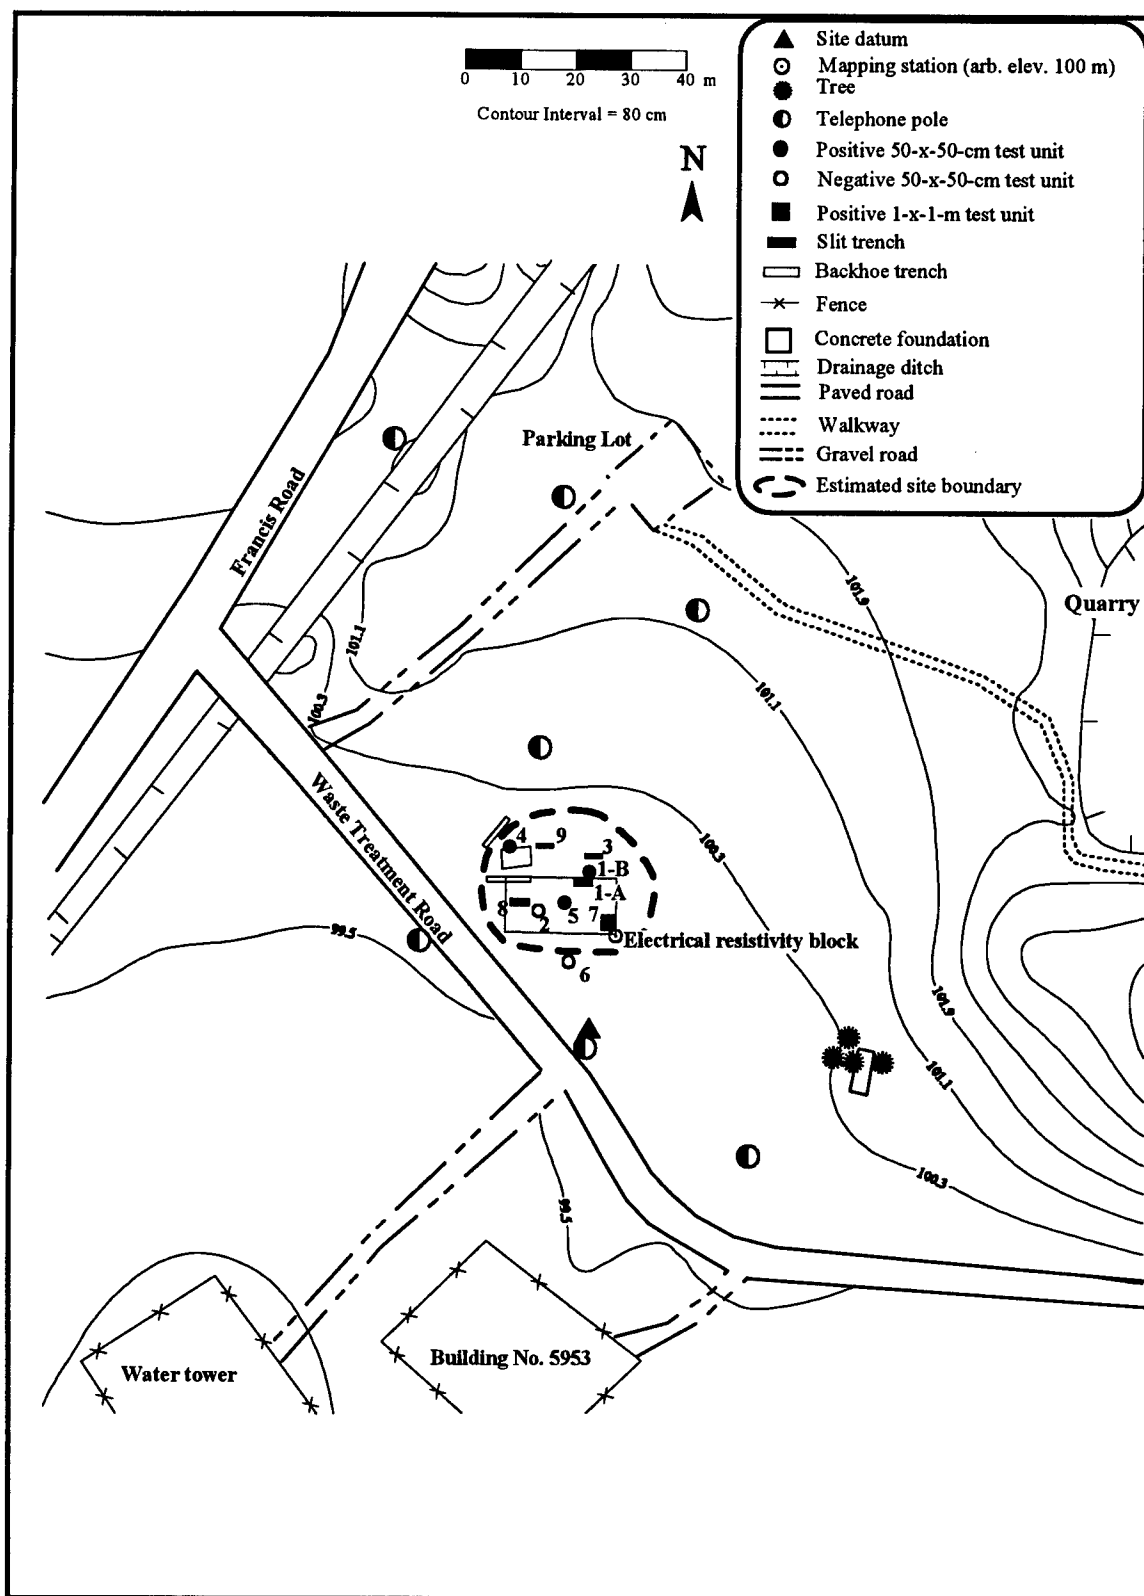 0 10 20 30 40 m
Contour Interval = 80 cm
N
Site datum
Mapping station (arb. elev. 100 m)
Tree
Telephone pole
Positive 50-x-50-cm test unit
Negative 50-x-50-cm test unit
Positive 1-x-1-m test unit
Slit trench
Backhoe trench
Fence
Concrete foundation
Drainage ditch
Paved road
Walkway
Gravel road
Estimated site boundary
Parking Lot
Francis Road
101.9
Quarry
101.1
101.1
100.3
Waste Treatment Road
100.3
4
9
3
1-B
1-A
8
2
5
7
99.5
Electrical resistivity block
6
101.9
101.1
100.3
99.5
Building No. 5953
Water tower